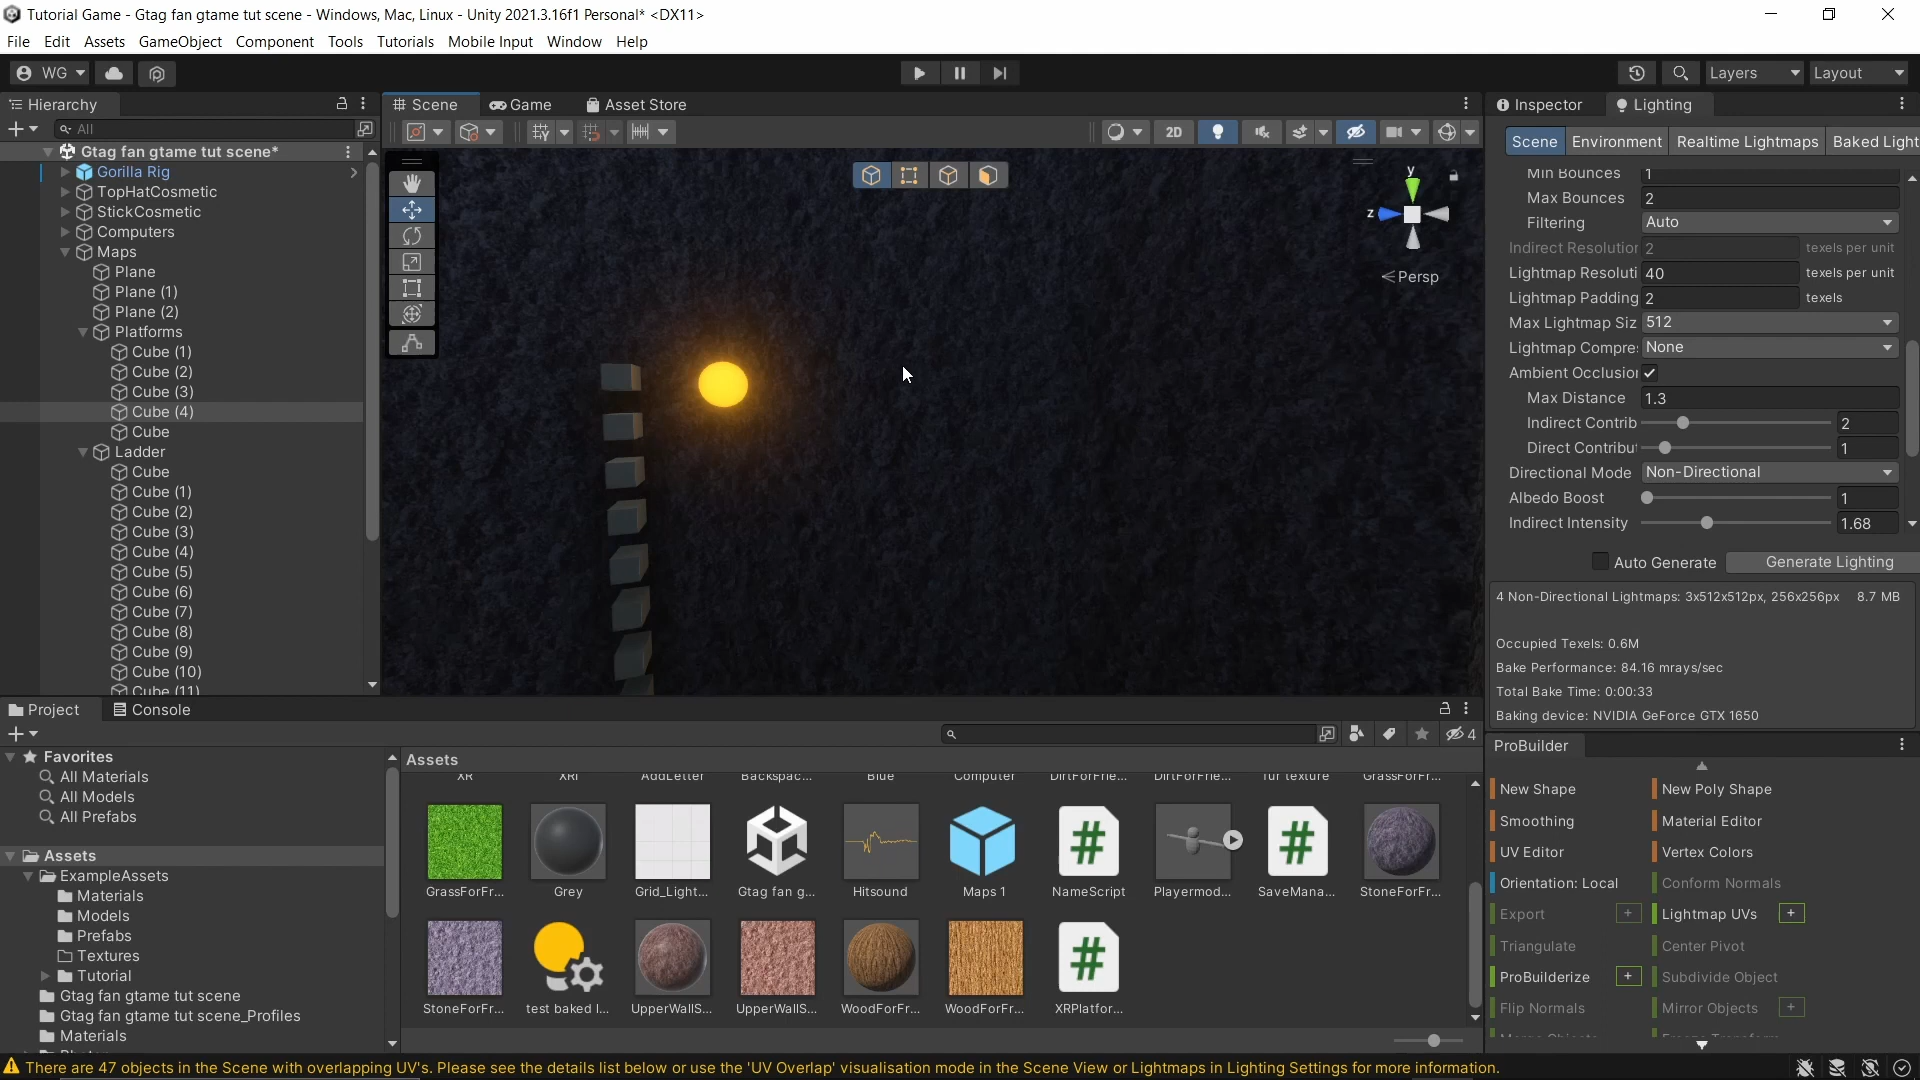 Tutorial Game - Gtag fan gtame tut scene - Windows, Mac, Linux - Unity 2021.3.16f1 Personal* <DX11>
File Edit Assets GameObject Component Tools Tutorials Mobile Input Window Help
WG Layers Layout
Hierarchy
All
Gtag fan gtame tut scene*
Gorilla Rig
TopHatCosmetic
StickCosmetic
Computers
Maps
Plane
Plane (1)
Plane (2)
Platforms
Cube (1)
Cube (2)
Cube (3)
Cube (4)
Cube
Ladder
Cube
Cube (1)
Cube (2)
Cube (3)
Cube (4)
Cube (5)
Cube (6)
Cube (7)
Cube (8)
Cube (9)
Cube (10)
Cube (11)
Scene Game Asset Store
2D
y
z
Persp
Inspector Lighting
Scene Environment Realtime Lightmaps Baked Light
Min Bounces 1
Max Bounces 2
Filtering Auto
Indirect Resolution 2 texels per unit
Lightmap Resoluti 40 texels per unit
Lightmap Padding 2 texels
Max Lightmap Siz 512
Lightmap Compre: None
Ambient Occlusion
Max Distance 1.3
Indirect Contrib 2
Direct Contribu 1
Directional Mode Non-Directional
Albedo Boost 1
Indirect Intensity 1.68
Auto Generate Generate Lighting
4 Non-Directional Lightmaps: 3x512x512px, 256x256px 8.7 MB
Occupied Texels: 0.6M
Bake Performance: 84.16 mrays/sec
Total Bake Time: 0:00:33
Baking device: NVIDIA GeForce GTX 1650
ProBuilder
New Shape New Poly Shape
Smoothing Material Editor
UV Editor Vertex Colors
Orientation: Local Conform Normals
Export + Lightmap UVs +
Triangulate Center Pivot
ProBuilderize + Subdivide Object
Flip Normals Mirror Objects +
Project Console
4
Favorites
All Materials
All Models
All Prefabs
Assets
ExampleAssets
Materials
Models
Prefabs
Textures
Tutorial
Gtag fan gtame tut scene
Gtag fan gtame tut scene_Profiles
Materials
Assets
XR XRI AddLetter Backspac... Blue Computer DirtForFrie... DirtForFrie... fur texture GrassForFr...
GrassForFr... Grey Grid_Light... Gtag fan g... Hitsound Maps 1 NameScript Playermod... SaveMana... StoneForFr...
StoneForFr... test baked l... UpperWallS... UpperWallS... WoodForFr... WoodForFr... XRPlatfor...
There are 47 objects in the Scene with overlapping UV's. Please see the details list below or use the 'UV Overlap' visualisation mode in the Scene View or Lightmaps in Lighting Settings for more information.